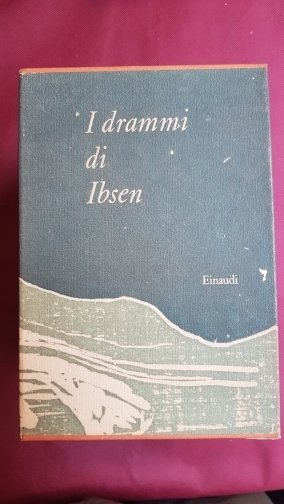 I drammi
di
Ibsen
Einaudi